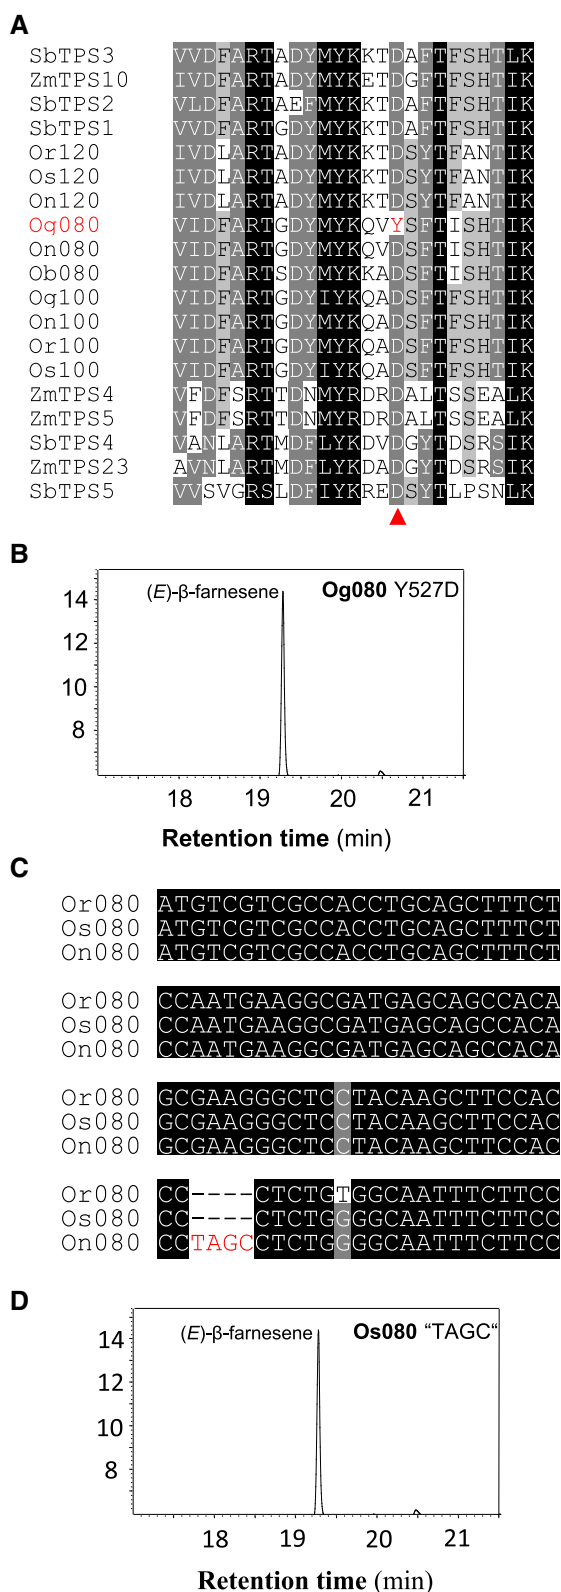 A
SbTPS3 VVDFARTADYMYKKTDAFTFSHTLK
ZmTPS10 IVDFARTADYMYKETDGFTFSHTLK
SbTPS2 VLDFARTAEFMYKKTDAFTFSHTIK
SbTPS1 VVDFARTGDYMYKKTDAFTFSHTIK
Or120 IVDLARTADYMYKKTDSYTFANTIK
Os120 IVDLARTADYMYKKTDSYTFANTIK
On120 IVDLARTADYMYKKTDSYTFANTIK
Og080 VIDFARTGDYMYKQVYSFTISHTIK
On080 VIDFARTGDYMYKQVDSFTISHTIK
Ob080 VIDFARTSDYMYKKADSFTISHTIK
Og100 VIDFARTGDYIYKQADSFTFSHTIK
On100 VIDFARTGDYIYKQADSFTFSHTIK
Or100 VIDFARTGDYIYKQADSFTFSHTIK
Os100 VIDFARTSDYIYKQADSFTFSHTIK
ZmTPS4 VFDFSRTTDNMYRDRDALTSSEALK
ZmTPS5 VFDFSRTTDNMYRDRDALTSSEALK
SbTPS4 VANLARTMDFLYKDVDGYTDSRSIK
ZmTPS23 AVNLARTMDFLYKDADGYTDSRSIK
SbTPS5 VVSVGRSLDFIYKREDSYTLPSNLK
B
(E)-β-farnesene Og080 Y527D
14
12
10
8
18 19 20 21
Retention time (min)
C
Or080 ATGTCGTCGCCACCTGCAGCTTTCT
Os080 ATGTCGTCGCCACCTGCAGCTTTCT
On080 ATGTCGTCGCCACCTGCAGCTTTCT
Or080 CCAATGAAGGCGATGAGCAGCCACA
Os080 CCAATGAAGGCGATGAGCAGCCACA
On080 CCAATGAAGGCGATGAGCAGCCACA
Or080 GCGAAGGGCTCCTACAAGCTTCCAC
Os080 GCGAAGGGCTCCTACAAGCTTCCAC
On080 GCGAAGGGCTCCTACAAGCTTCCAC
Or080 CC----CTCTGTGGCAATTTCTTCC
Os080 CC----CTCTGGGGCAATTTCTTCC
On080 CCTAGCCTCTGGGGCAATTTCTTCC
D
(E)-β-farnesene Os080 “TAGC“
14
12
10
8
18 19 20 21
Retention time (min)